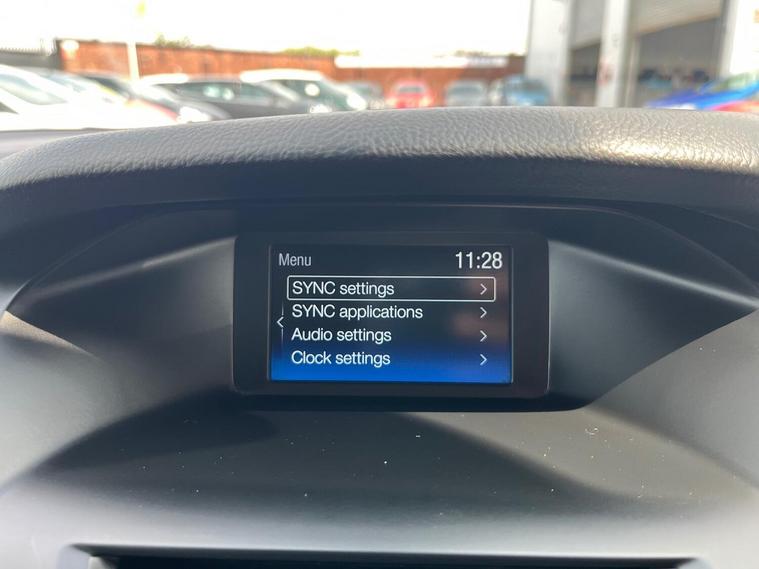 Menu 11:28
SYNC settings
SYNC applications
Audio settings
Clock settings